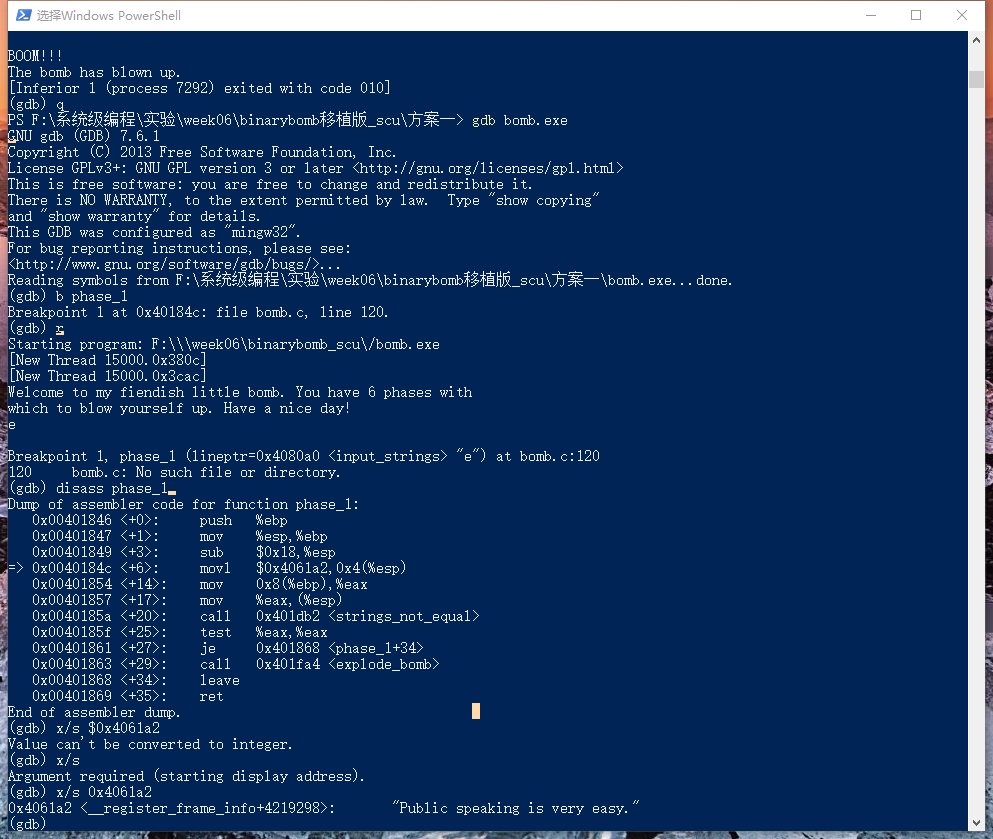 选择Windows PowerShell
BOOM!!!
The bomb has blown up.
[Inferior 1 (process 7292) exited with code 010]
(gdb) q
PS F:\系统级编程\实验\week06\binarybomb移植版_scu\方案一> gdb bomb.exe
GNU gdb (GDB) 7.6.1
Copyright (C) 2013 Free Software Foundation, Inc.
License GPLv3+: GNU GPL version 3 or later <http://gnu.org/licenses/gpl.html>
This is free software: you are free to change and redistribute it.
There is NO WARRANTY, to the extent permitted by law.  Type "show copying"
and "show warranty" for details.
This GDB was configured as "mingw32".
For bug reporting instructions, please see:
<http://www.gnu.org/software/gdb/bugs/>...
Reading symbols from F:\系统级编程\实验\week06\binarybomb移植版_scu\方案一\bomb.exe...done.
(gdb) b phase_1
Breakpoint 1 at 0x40184c: file bomb.c, line 120.
(gdb) r
Starting program: F:\\\week06\binarybomb_scu\/bomb.exe
[New Thread 15000.0x380c]
[New Thread 15000.0x3cac]
Welcome to my fiendish little bomb. You have 6 phases with
which to blow yourself up. Have a nice day!
e
Breakpoint 1, phase_1 (lineptr=0x4080a0 <input_strings> "e") at bomb.c:120
120     bomb.c: No such file or directory.
(gdb) disass phase_1
Dump of assembler code for function phase_1:
   0x00401846 <+0>:     push   %ebp
   0x00401847 <+1>:     mov    %esp,%ebp
   0x00401849 <+3>:     sub    $0x18,%esp
=> 0x0040184c <+6>:     movl   $0x4061a2,0x4(%esp)
   0x00401854 <+14>:    mov    0x8(%ebp),%eax
   0x00401857 <+17>:    mov    %eax,(%esp)
   0x0040185a <+20>:    call   0x401db2 <strings_not_equal>
   0x0040185f <+25>:    test   %eax,%eax
   0x00401861 <+27>:    je     0x401868 <phase_1+34>
   0x00401863 <+29>:    call   0x401fa4 <explode_bomb>
   0x00401868 <+34>:    leave
   0x00401869 <+35>:    ret
End of assembler dump.
(gdb) x/s $0x4061a2
Value can't be converted to integer.
(gdb) x/s
Argument required (starting display address).
(gdb) x/s 0x4061a2
0x4061a2 <__register_frame_info+4219298>:       "Public speaking is very easy."
(gdb)